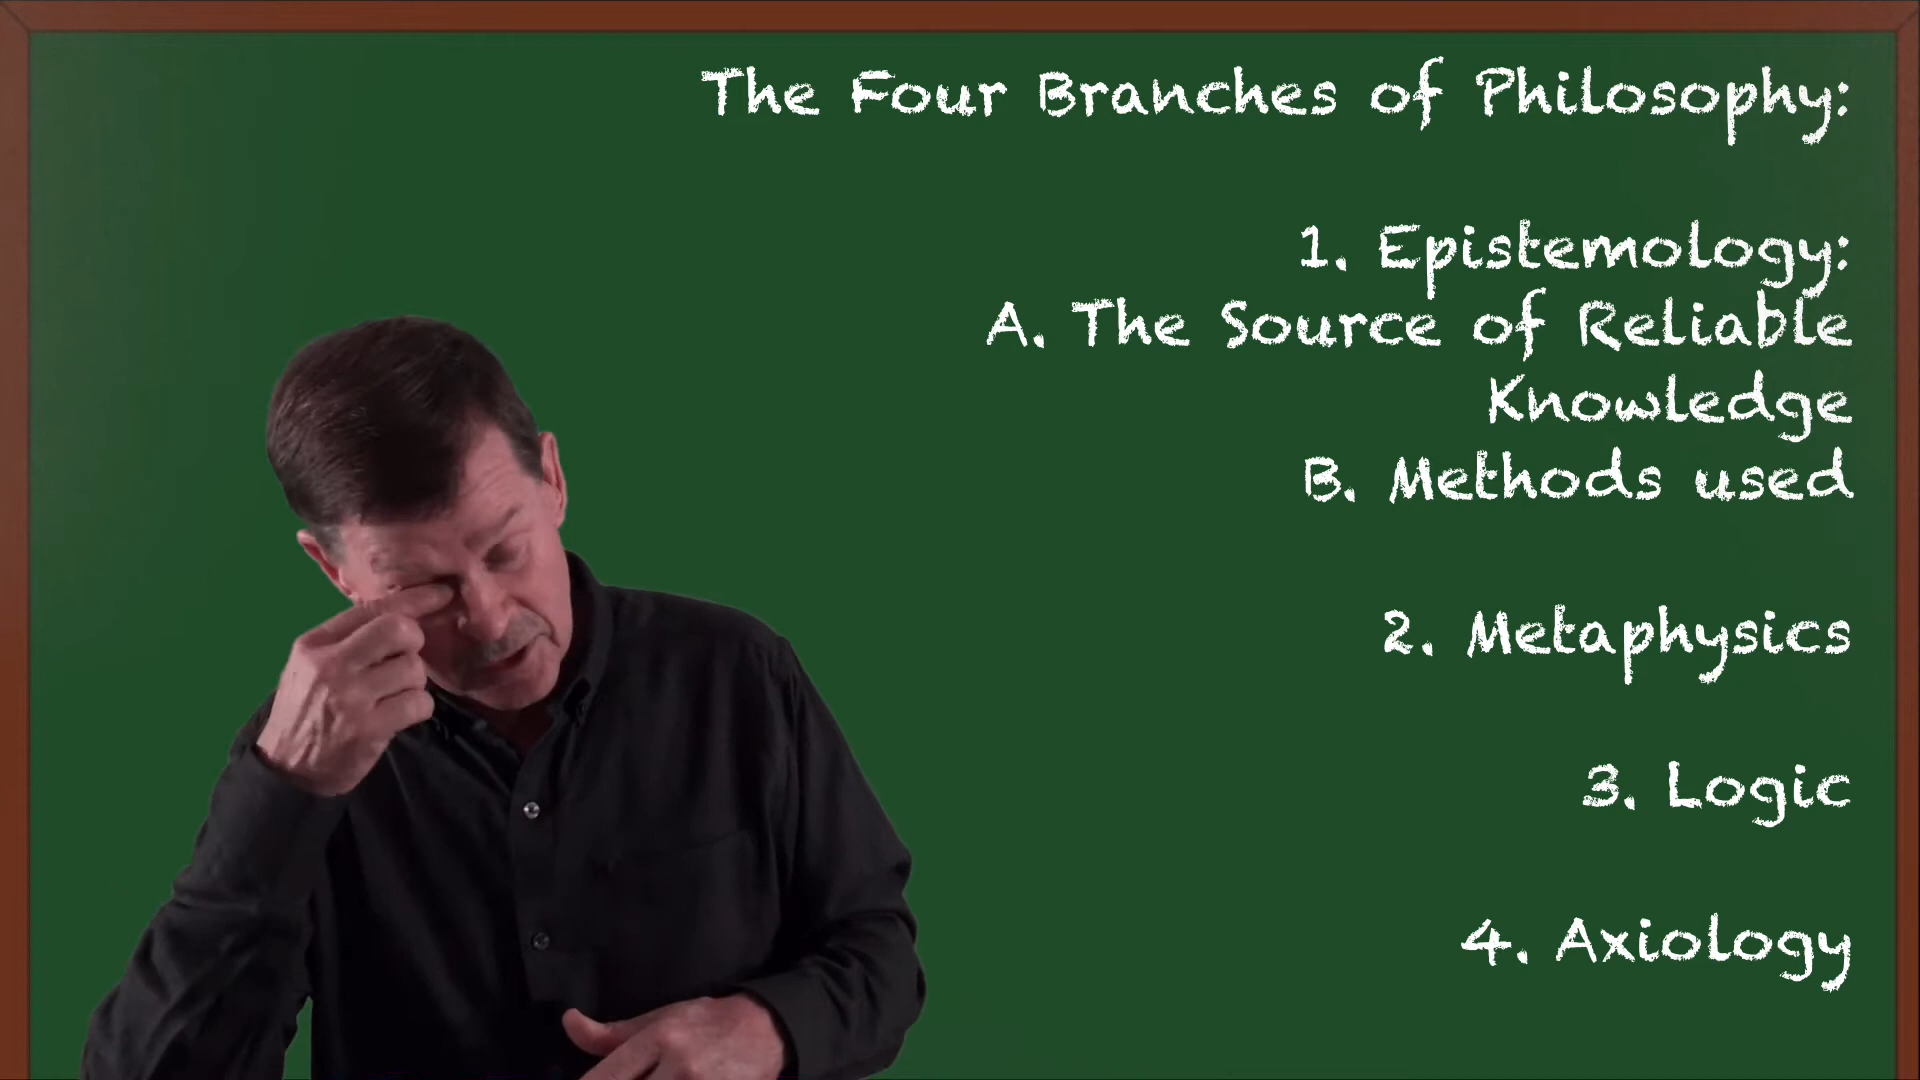 The Four Branches of Philosophy:
1. Epistemology:
A. The Source of Reliable
Knowledge
B. Methods used
2. Metaphysics
3. Logic
4. Axiology